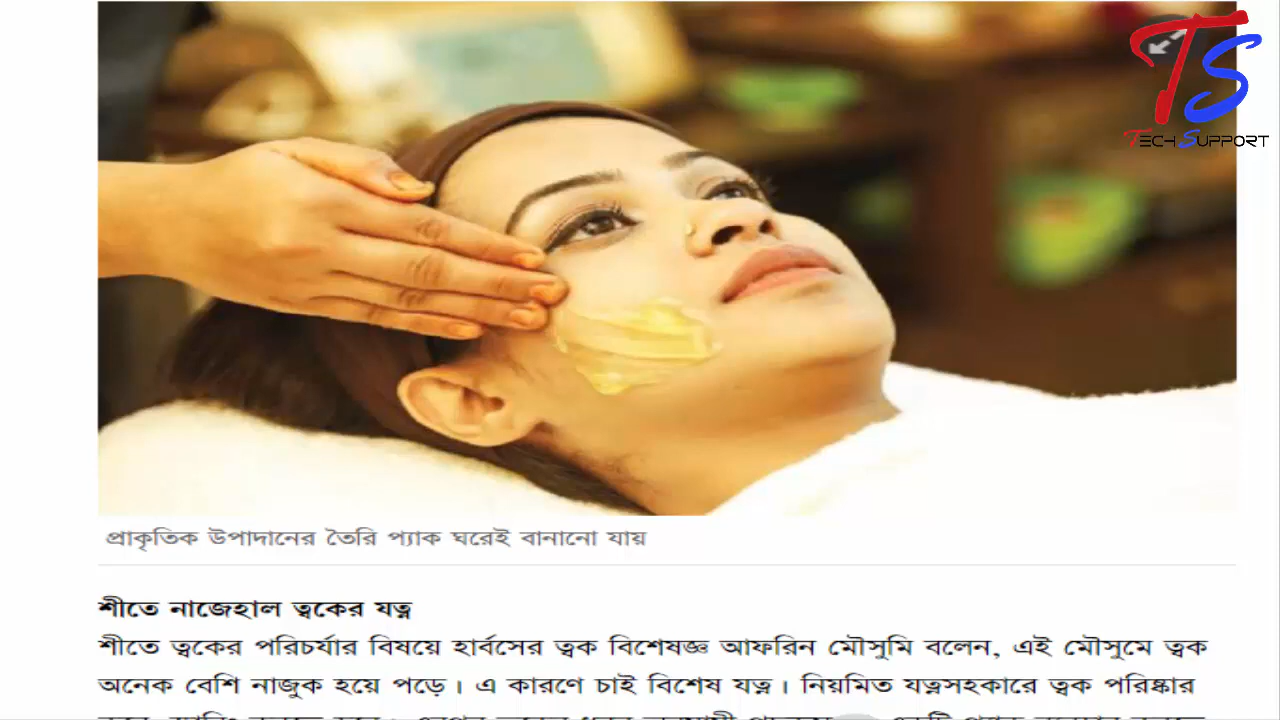 TS
TECH SUPPORT
প্রাকৃতিক উপাদানের তৈরি প্যাক ঘরেই বানানো যায়
শীতে নাজেহাল ত্বকের যত্ন
শীতে ত্বকের পরিচর্যার বিষয়ে হার্বসের ত্বক বিশেষজ্ঞ আফরিন মৌসুমি বলেন, এই মৌসুমে ত্বক
অনেক বেশি নাজুক হয়ে পড়ে। এ কারণে চাই বিশেষ যত্ন। নিয়মিত যত্নসহকারে ত্বক পরিষ্কার